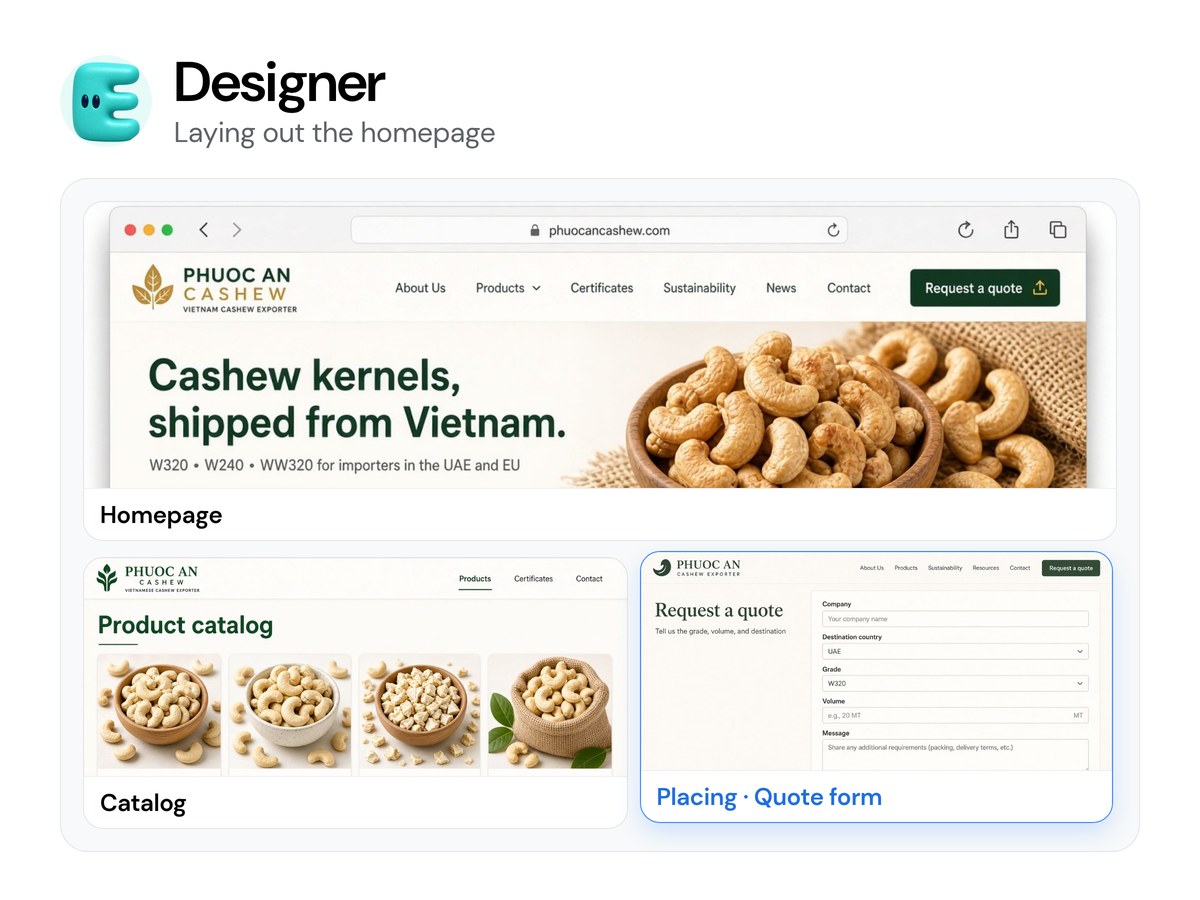 Designer
Laying out the homepage
phuocancashew.com
PHUOC AN
CASHEW
VIETNAM CASHEW EXPORTER
About Us
Products
Certificates
Sustainability
News
Contact
Request a quote
Cashew kernels,
shipped from Vietnam.
W320 • W240 • WW320 for importers in the UAE and EU
Homepage
PHUOC AN
CASHEW
VIETNAMESE CASHEW EXPORTER
Products
Certificates
Contact
Product catalog
Catalog
PHUOC AN
CASHEW EXPORTER
About Us
Products
Sustainability
Resources
Contact
Request a quote
Request a quote
Tell us the grade, volume, and destination
Company
Your company name
Destination country
UAE
Grade
W320
Volume
e.g., 20 MT
MT
Message
Share any additional requirements (packing, delivery terms, etc.)
Placing · Quote form